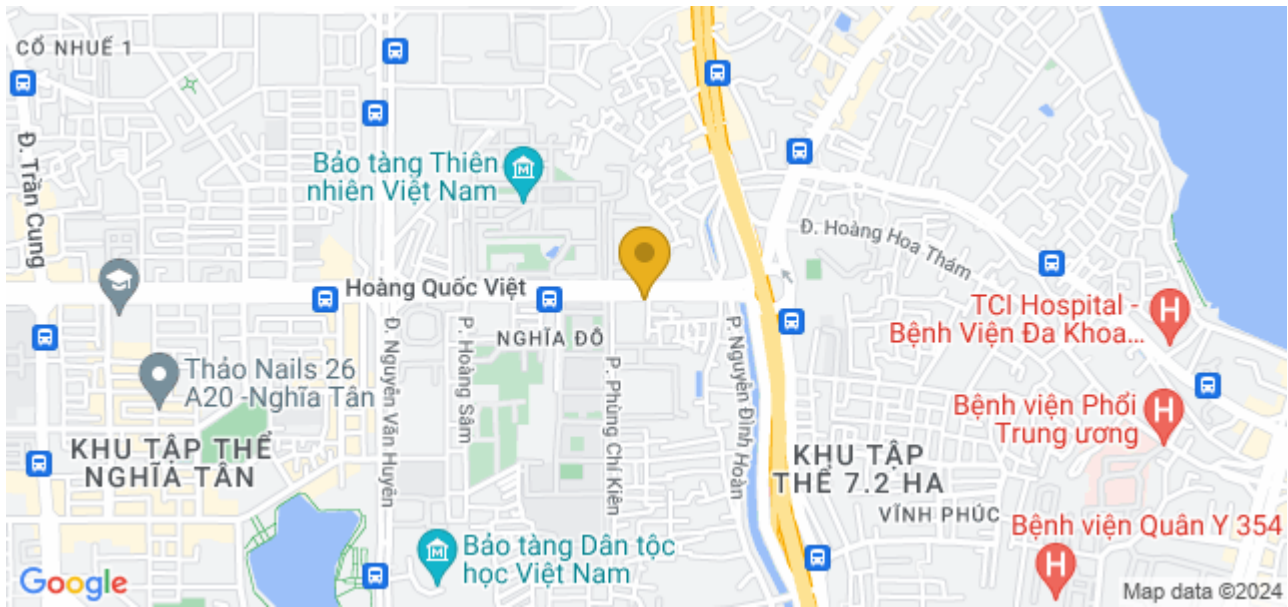 CỔ NHUẾ 1
Đ. Trần Cung
Bảo tàng Thiên
nhiên Việt Nam
Đ. Hoàng Hoa Thám
Hoàng Quốc Việt
NGHĨA ĐÔ
TCI Hospital -
Bệnh Viện Đa Khoa...
Thảo Nails 26
A20 -Nghĩa Tân
Đ. Nguyễn Văn Huyên
P. Hoàng Sâm
P. Phùng Chí Kiên
P. Nguyễn Đình Hoàn
Bệnh viện Phổi
Trung ương
KHU TẬP THỂ
NGHĨA TÂN
KHU TẬP
THỂ 7.2 HA
VĨNH PHÚC
Bệnh viện Quân Y 354
Bảo tàng Dân tộc
học Việt Nam
Google
Map data ©2024